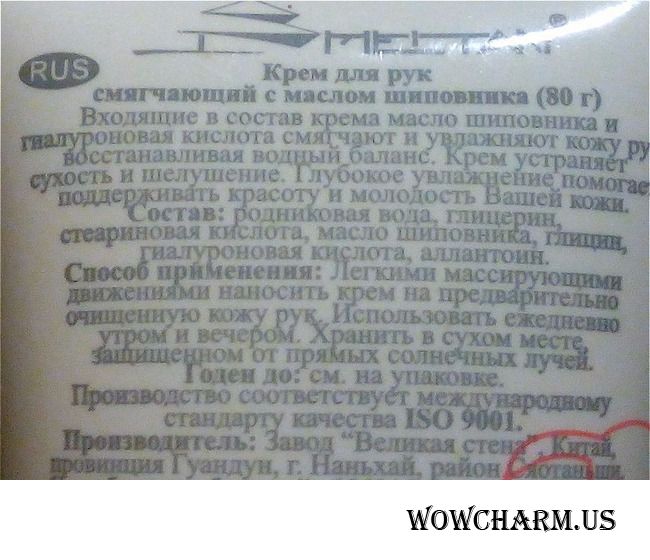 RUS
Крем для рук
смягчающий с маслом шиповника (80 г)
Входящие в состав крема масло шиповника и
гиалуроновая кислота смягчают и увлажняют кожу ру
восстанавливая водный баланс. Крем устраняет
сухость и шелушение. Глубокое увлажнение помогае
поддерживать красоту и молодость Вашей кожи.
Состав: родниковая вода, глицерин,
стеариновая кислота, масло шиповника, глицин,
гиалуроновая кислота, аллантоин.
Способ применения: Легкими массирующими
движениями наносить крем на предварительно
очищенную кожу рук. Использовать ежедневно
утром и вечером. Хранить в сухом месте,
защищенном от прямых солнечных лучей.
Годен до: см. на упаковке.
Производство соответствует международному
стандарту качества ISO 9001.
Производитель: Завод "Великая стена", Китай,
провинция Гуандун, г. Наньхай, район
WOWCHARM.US